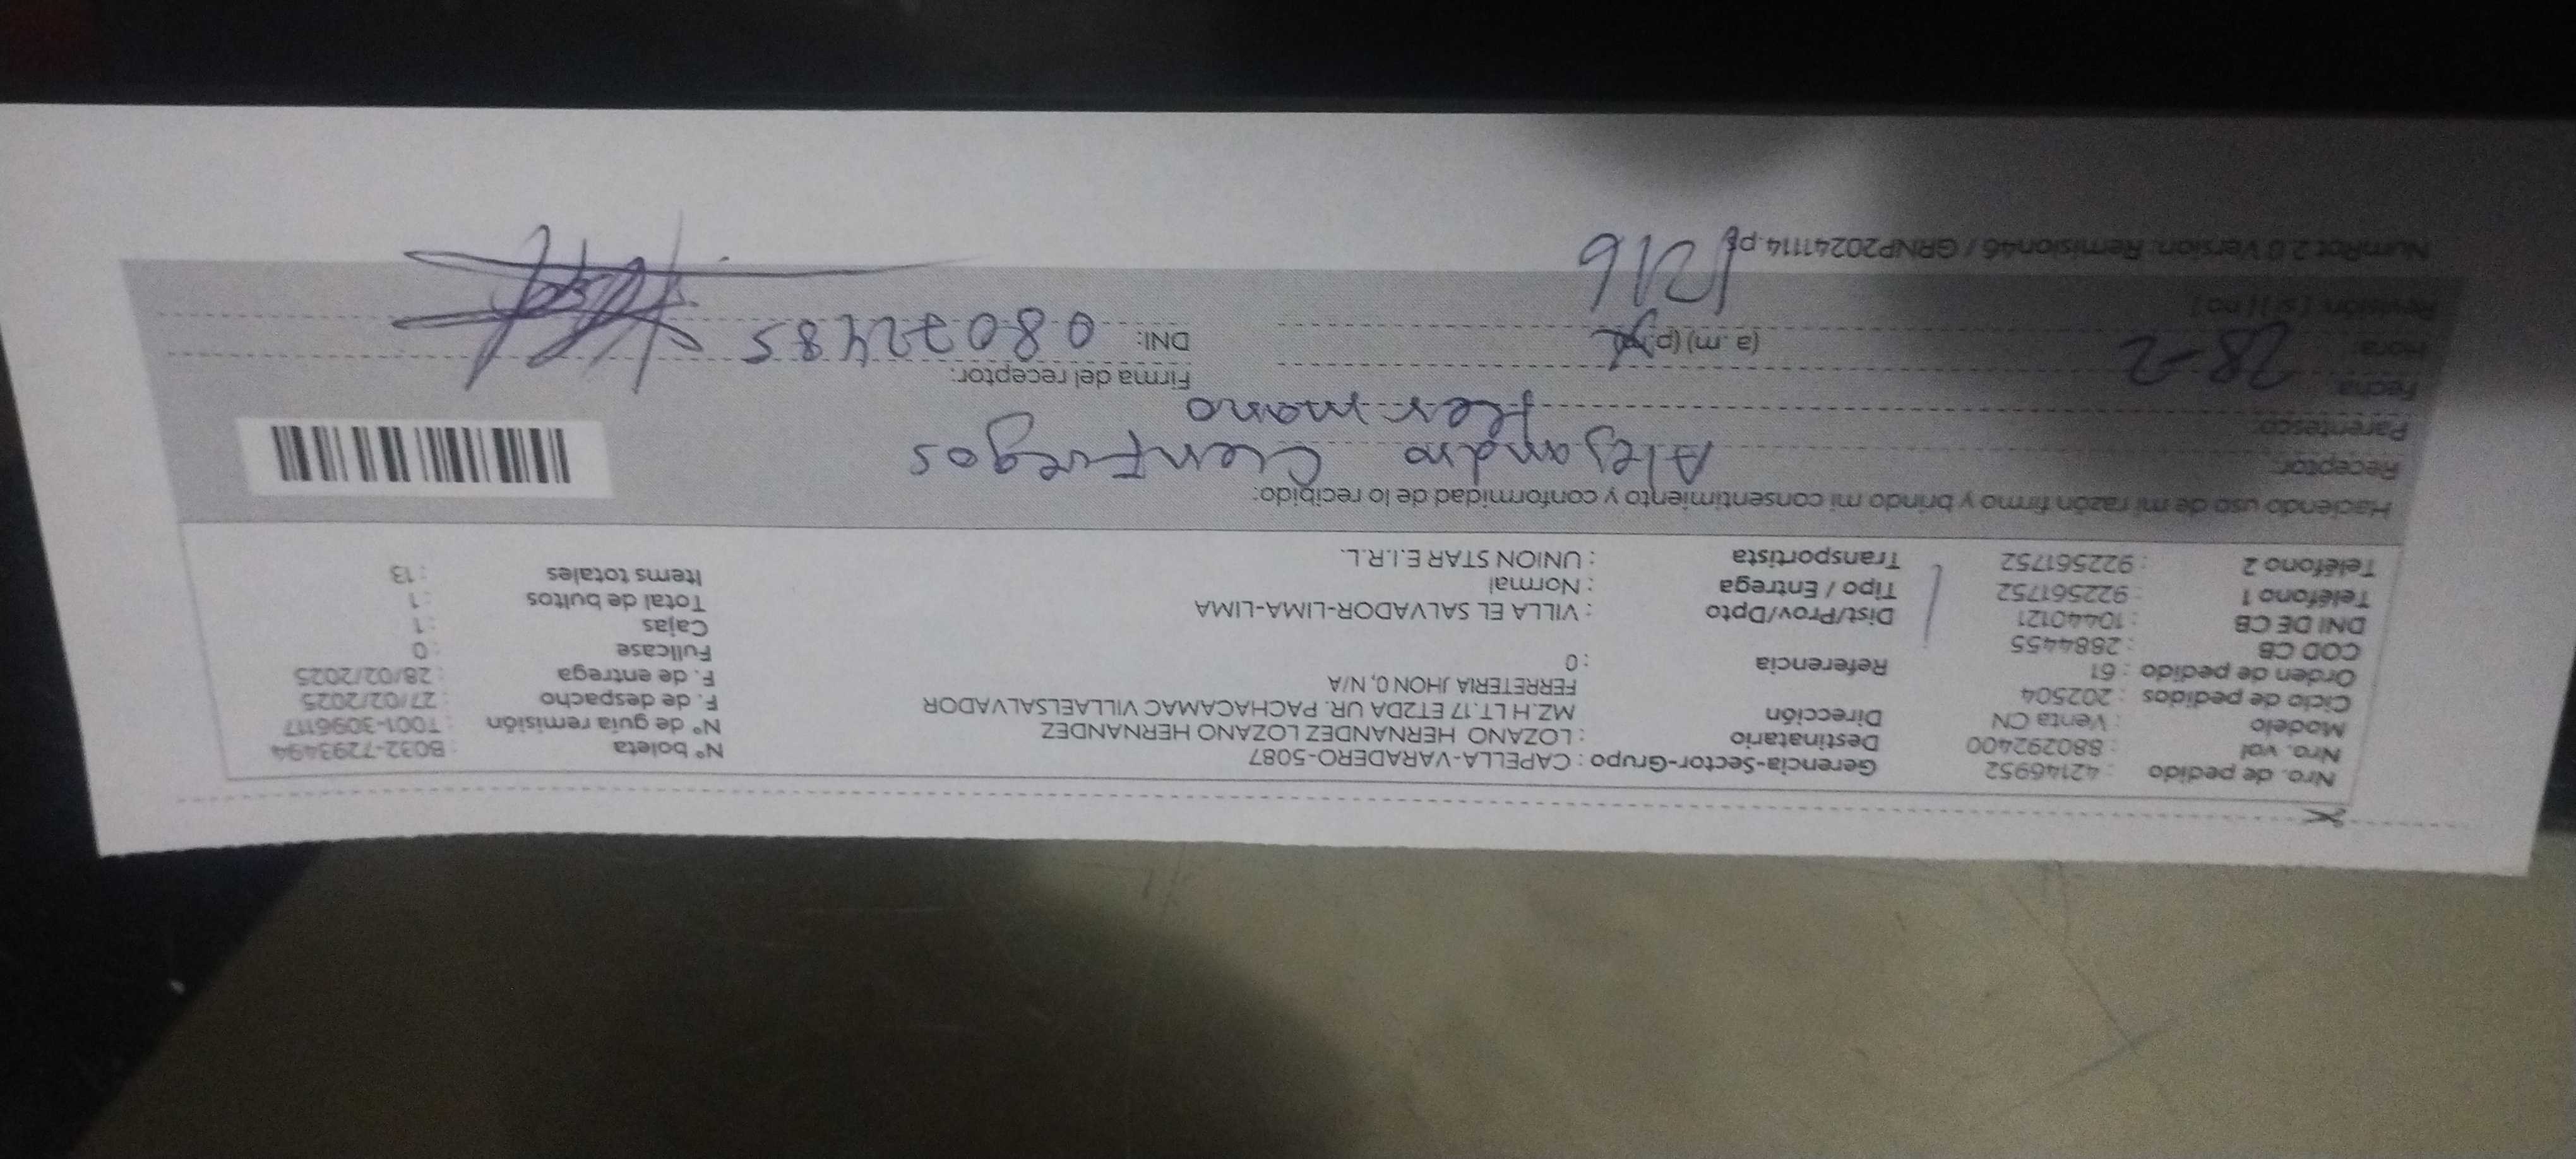 Nro. de pedido : 42146952 Gerencia-Sector-Grupo : CAPELLA-VARADERO-5087 N° boleta : B032-7293494
Nro. vol : 880292400 Destinatario : LOZANO HERNANDEZ LOZANO HERNANDEZ N° de guía remisión : T001-3096117
Modelo : Venta CN Dirección MZ.H LT.17 ET2DA UR. PACHACAMAC VILLAELSALVADOR F. de despacho : 27/02/2025
Ciclo de pedidos : 202504 FERRETERIA JHON 0, N/A F. de entrega : 28/02/2025
Orden de pedido : 61 Referencia : 0 Fullcase : 0
COD CB : 2884455 Cajas : 1
DNI DE CB : 10440121 Dist/Prov/Dpto : VILLA EL SALVADOR-LIMA-LIMA Total de bultos : 1
Teléfono 1 : 922561752 Tipo / Entrega : Normal Items totales : 13
Teléfono 2 : 922561752 Transportista : UNION STAR E.I.R.L.
Haciendo uso de mi razón firmo y brindo mi consentimiento y conformidad de lo recibido:
Receptor: Alejandro Cienfuegos
Parentesco: Hermano
Fecha: 28-2 Firma del receptor:
Hora: (a.m) (p.m) DNI: 08072485
Revisión: [ si ] [ no ]
NumRot 2.8 Version: Remision46 / GRNP20241114.ps